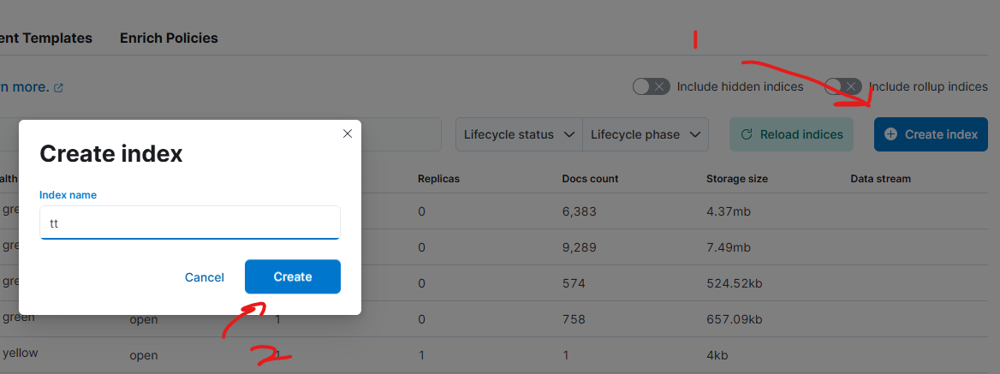 ent Templates Enrich Policies
1
n more. Include hidden indices Include rollup indices
Lifecycle status Lifecycle phase Reload indices Create index
Create index
Index name
tt
Cancel Create
2
alth Replicas Docs count Storage size Data stream
gre 0 6,383 4.37mb
gre 0 9,289 7.49mb
gre 0 574 524.52kb
green open 1 0 758 657.09kb
yellow open 1 1 1 4kb